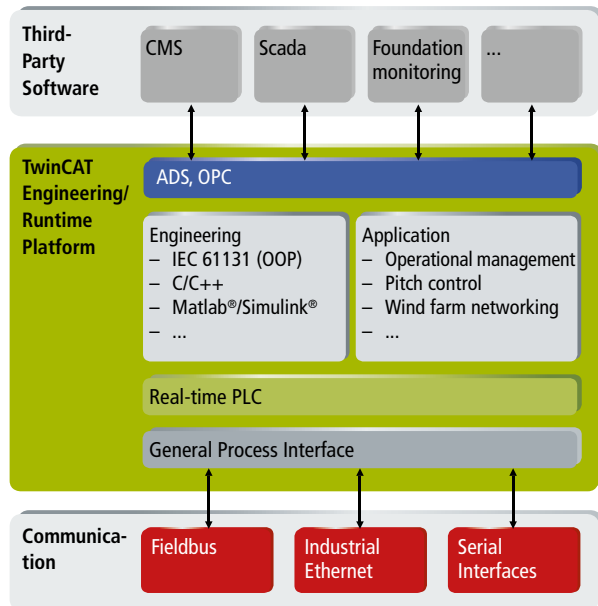 Third-
Party
Software
CMS
Scada
Foundation
monitoring
...
TwinCAT
Engineering/
Runtime
Platform
ADS, OPC
Engineering
– IEC 61131 (OOP)
– C/C++
– Matlab®/Simulink®
– ...
Application
– Operational management
– Pitch control
– Wind farm networking
– ...
Real-time PLC
General Process Interface
Communica-
tion
Fieldbus
Industrial
Ethernet
Serial
Interfaces